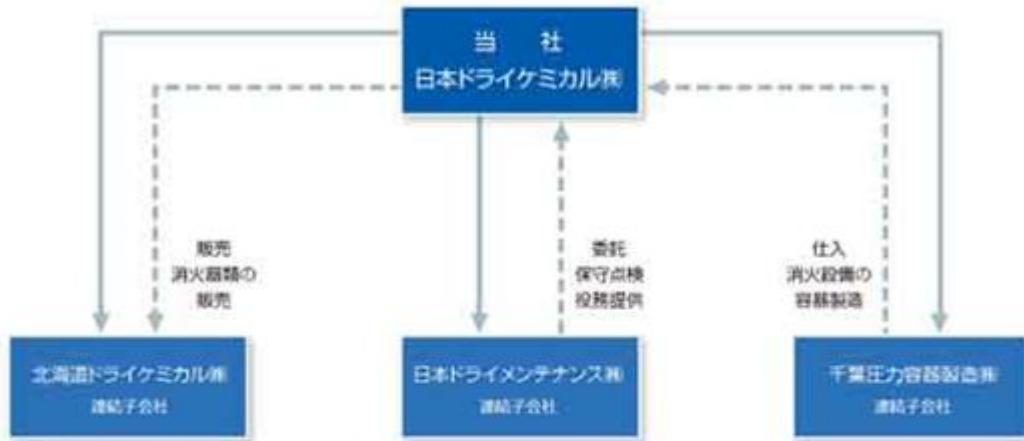 当 社
日本ドライケミカル㈱
販売
消火器類の
販売
委託
保守点検
役務提供
仕入
消火設備の
容器製造
北海道ドライケミカル㈱
連結子会社
日本ドライメンテナンス㈱
連結子会社
千葉圧力容器製造㈱
連結子会社